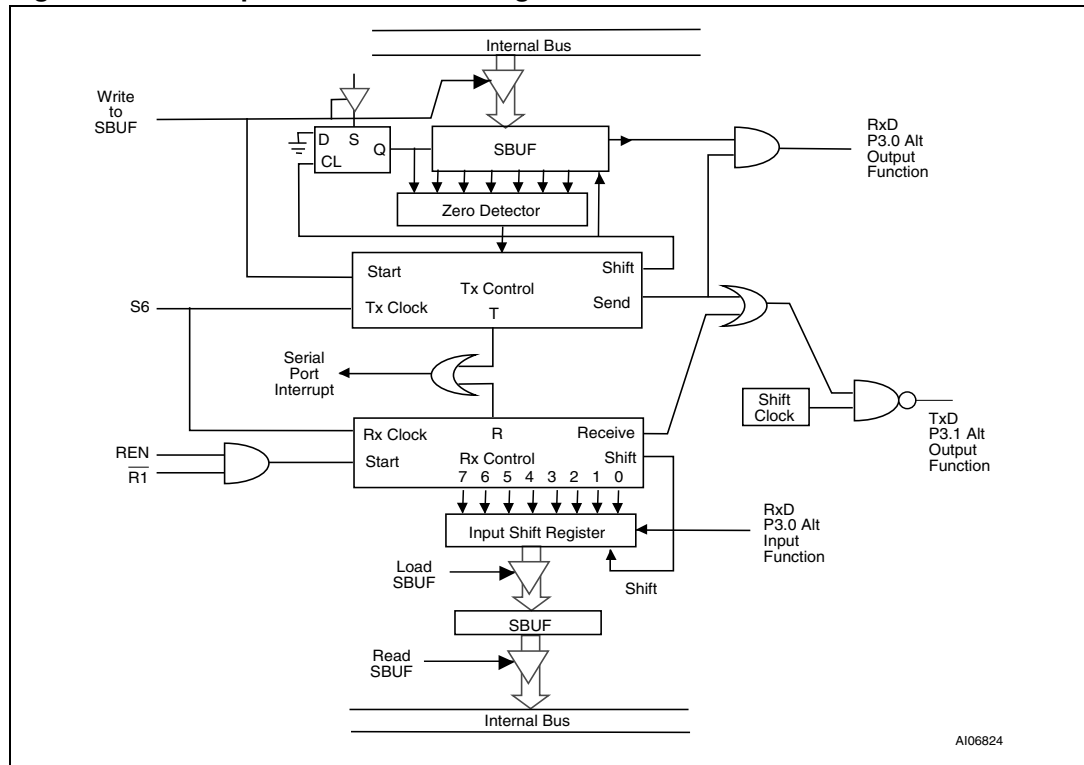 Internal Bus
Write
to
SBUF
D S
Q
CL
SBUF
RxD
P3.0 Alt
Output
Function
Zero Detector
Start
Shift
Tx Control
S6
Tx Clock
Send
T
Serial
Port
Interrupt
Shift
Clock
TxD
P3.1 Alt
Output
Function
Rx Clock
R
Receive
REN
Start
Rx Control
Shift
R1
7 6 5 4 3 2 1 0
RxD
P3.0 Alt
Input
Function
Input Shift Register
Load
SBUF
Shift
SBUF
Read
SBUF
Internal Bus
AI06824